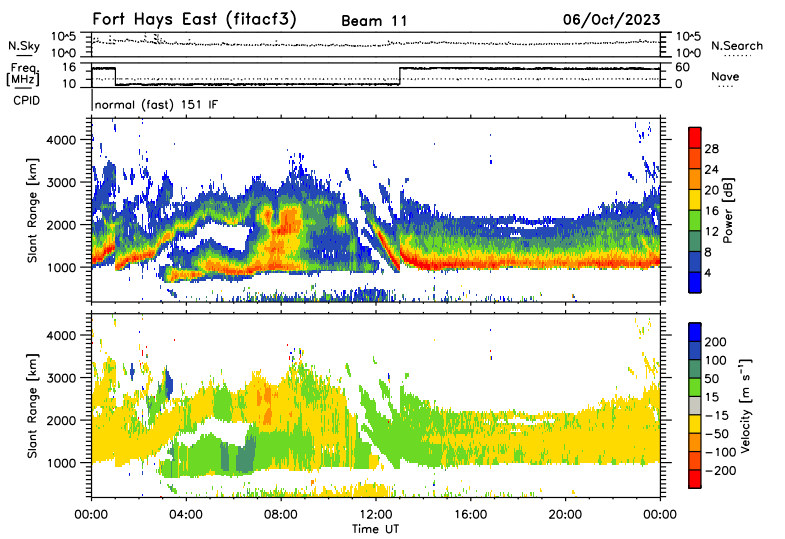 Fort Hays East (fitacf3) Beam 11 06/Oct/2023
N.Sky 10^5 10^0 10^5 10^0 N.Search
Freq. [MHz] 16 10 60 0 Nave
CPID normal (fast) 151 IF
Slant Range [km] 4000 3000 2000 1000
28 24 20 16 12 8 4 Power [dB]
Slant Range [km] 4000 3000 2000 1000
200 100 50 15 −15 −50 −100 −200 Velocity [m s⁻¹]
00:00 04:00 08:00 12:00 16:00 20:00 00:00
Time UT